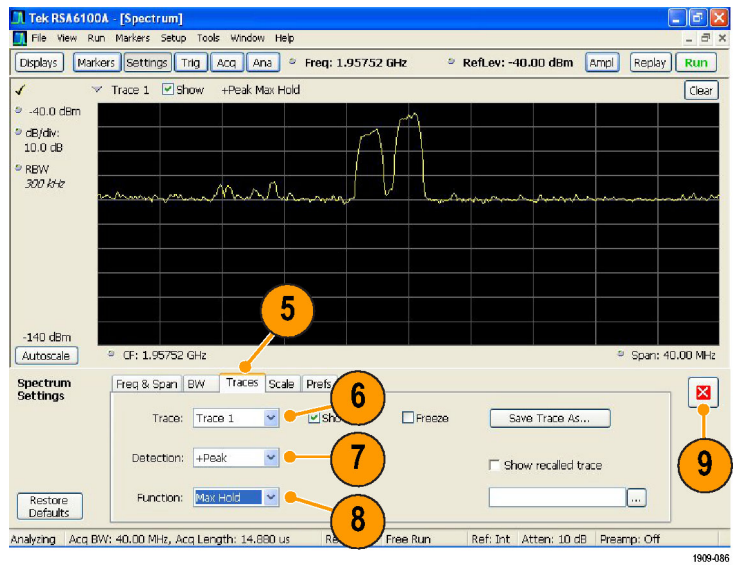 Tek RSA6100A - [Spectrum]
File View Run Markers Setup Tools Window Help
Displays Markers Settings Trig Acq Ana Freq: 1.95752 GHz RefLev: -40.00 dBm Ampl Replay Run
Trace 1 Show +Peak Max Hold Clear
-40.0 dBm
dB/div:
10.0 dB
RBW
300 kHz
-140 dBm
Autoscale CF: 1.95752 GHz Span: 40.00 MHz
5
Spectrum
Settings
Freq & Span BW Traces Scale Prefs
Trace: Trace 1 Sho Freeze Save Trace As...
6
Detection: +Peak Show recalled trace
7
9
Function: Max Hold ...
8
Restore
Defaults
Analyzing Acq BW: 40.00 MHz, Acq Length: 14.880 us Re Free Run Ref: Int Atten: 10 dB Preamp: Off
1909-086